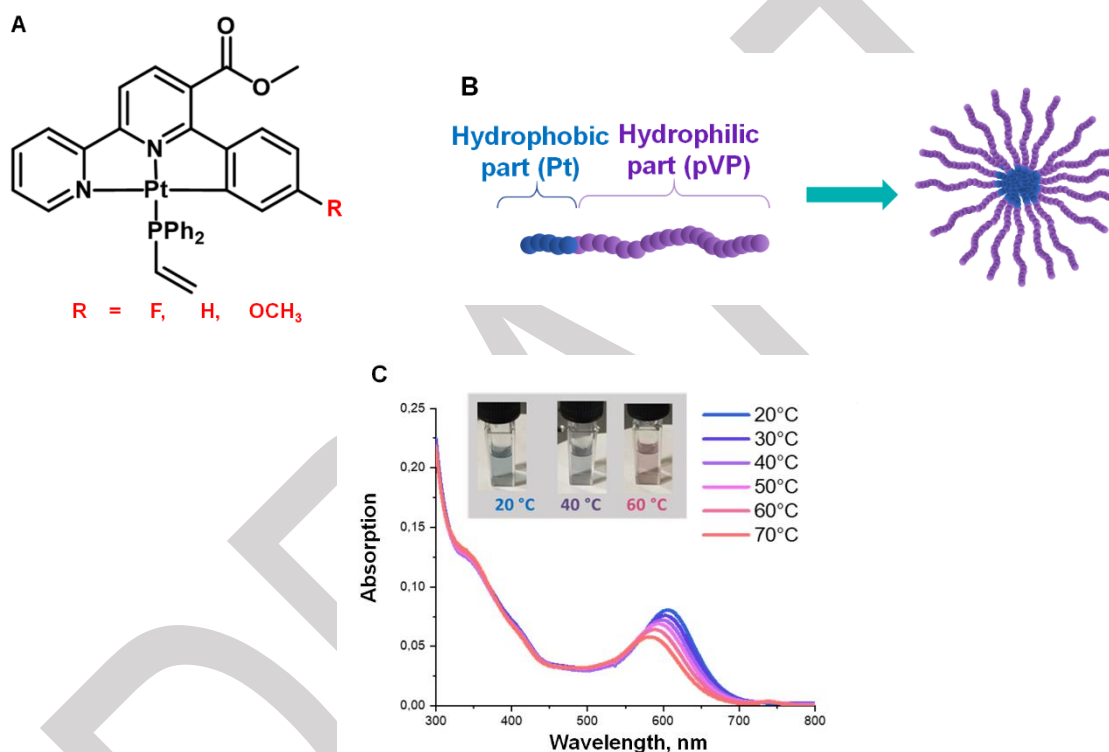 A
O
O
N
N
Pt
R
PPh₂
R = F, H, OCH₃
B
Hydrophobic part (Pt)
Hydrophilic part (pVP)
C
0,25
0,20
0,15
0,10
0,05
0,00
Absorption
300
400
500
600
700
800
Wavelength, nm
20 °C
40 °C
60 °C
20°C
30°C
40°C
50°C
60°C
70°C